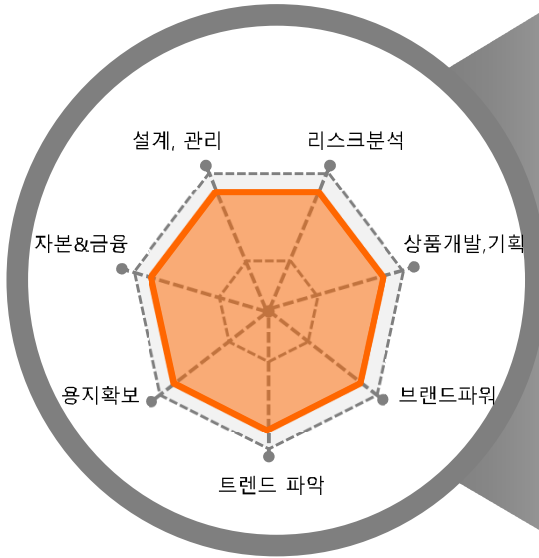 설계, 관리
리스크분석
자본&금융
상품개발,기획
용지확보
브랜드파워
트렌드 파악